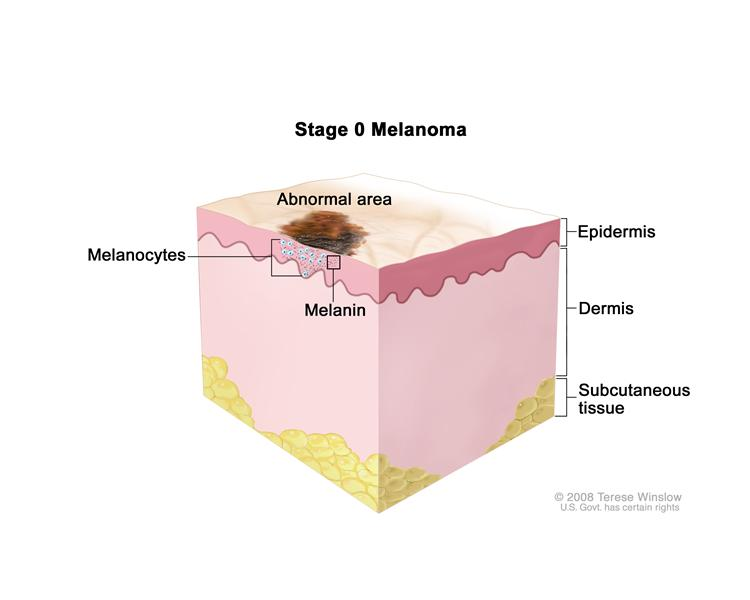 Stage 0 Melanoma
Abnormal area
Epidermis
Melanocytes
Melanin
Dermis
Subcutaneous
tissue
© 2008 Terese Winslow
U.S. Govt. has certain rights